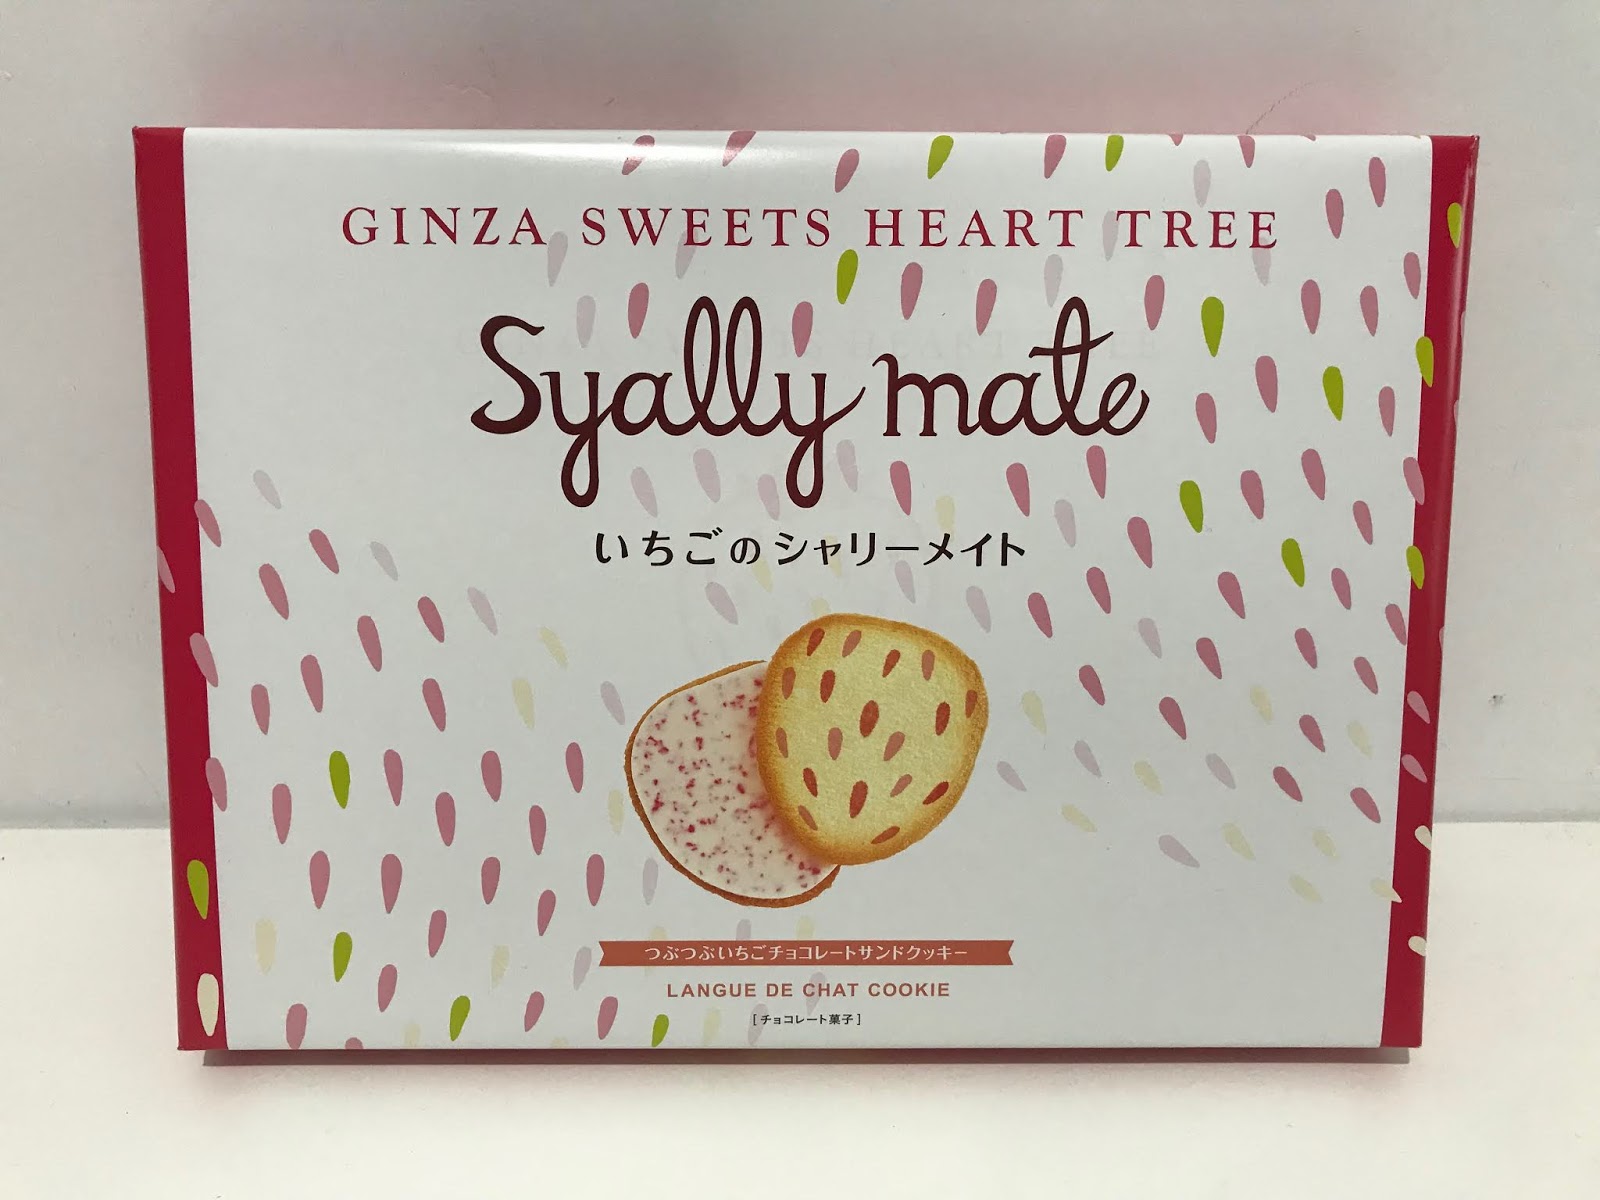 GINZA SWEETS HEART TREE
Syally mate
いちごのシャリーメイト
つぶつぶいちごチョコレートサンドクッキー
LANGUE DE CHAT COOKIE
[チョコレート菓子]